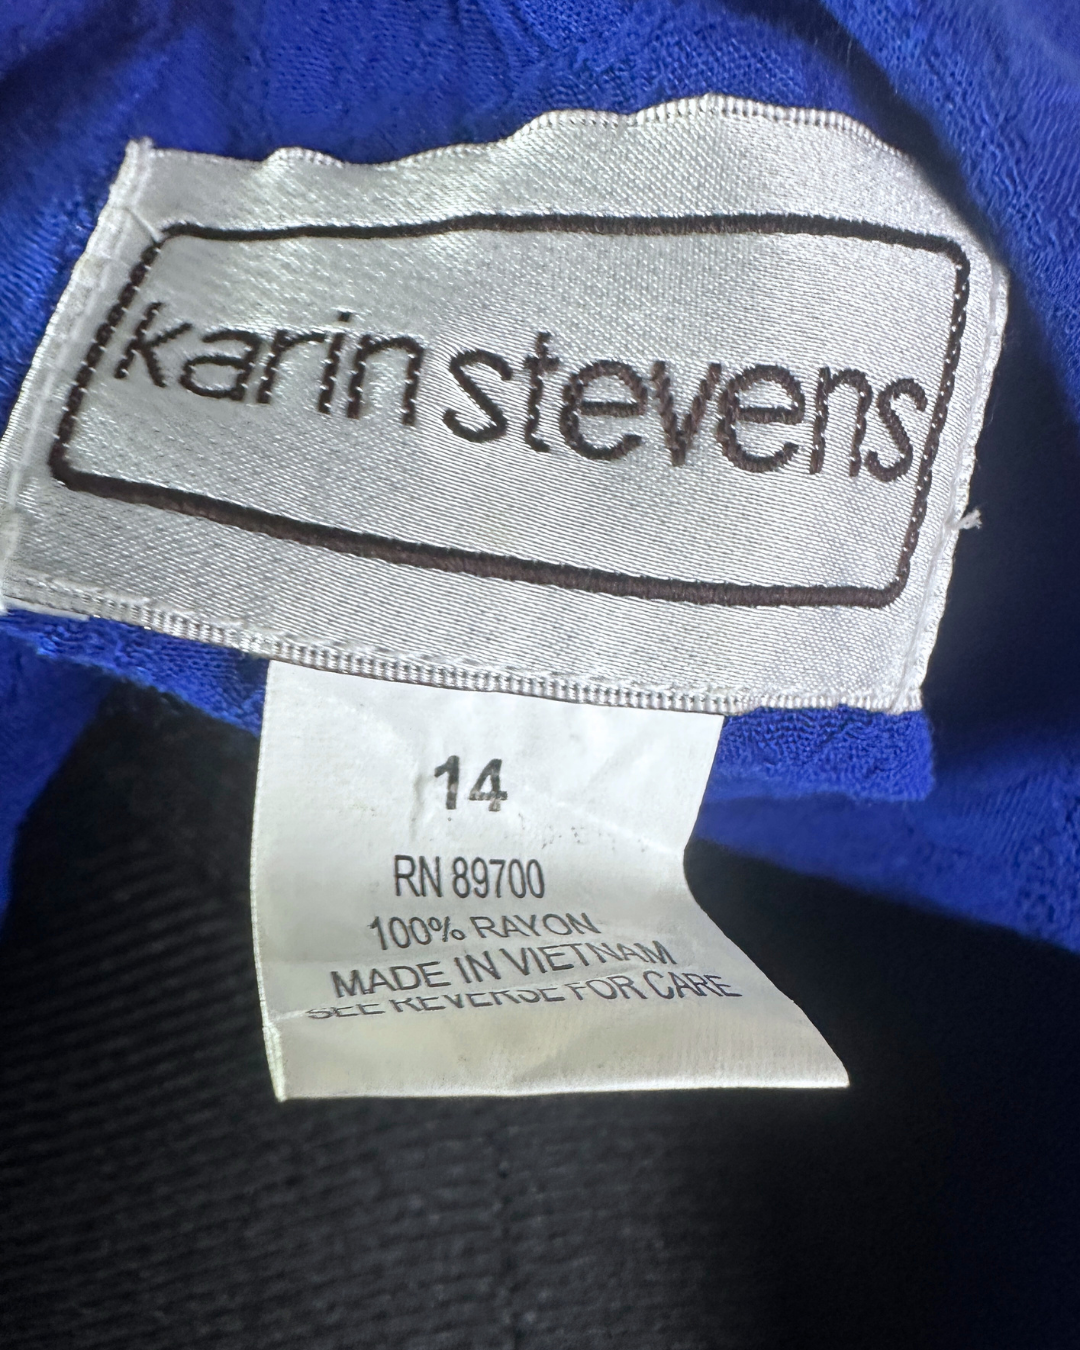 karin stevens
14
RN 89700
100% RAYON
MADE IN VIETNAM
SEE REVERSE FOR CARE